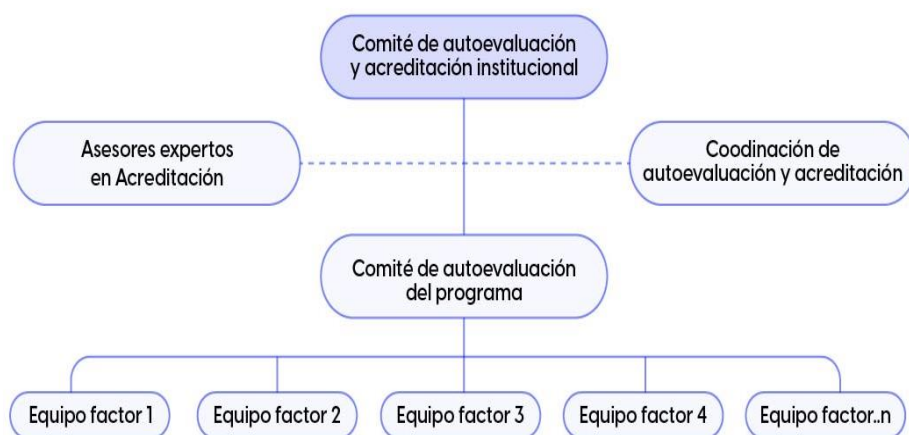 Comité de autoevaluación
y acreditación institucional
Asesores expertos
en Acreditación
Coodinación de
autoevaluación y acreditación
Comité de autoevaluación
del programa
Equipo factor 1
Equipo factor 2
Equipo factor 3
Equipo factor 4
Equipo factor..n